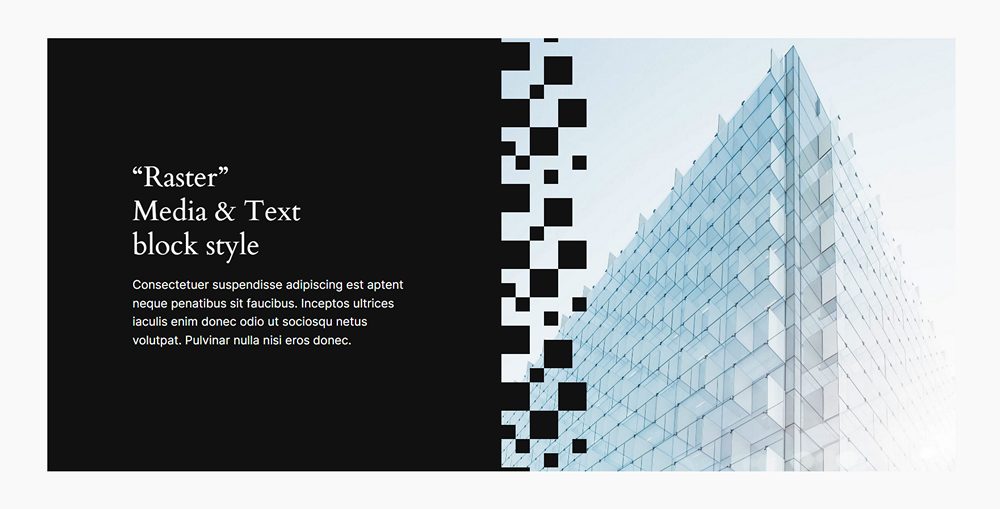 “Raster”
Media & Text
block style
Consectetuer suspendisse adipiscing est aptent
neque penatibus sit faucibus. Inceptos ultrices
iaculis enim donec odio ut sociosqu netus
volutpat. Pulvinar nulla nisi eros donec.